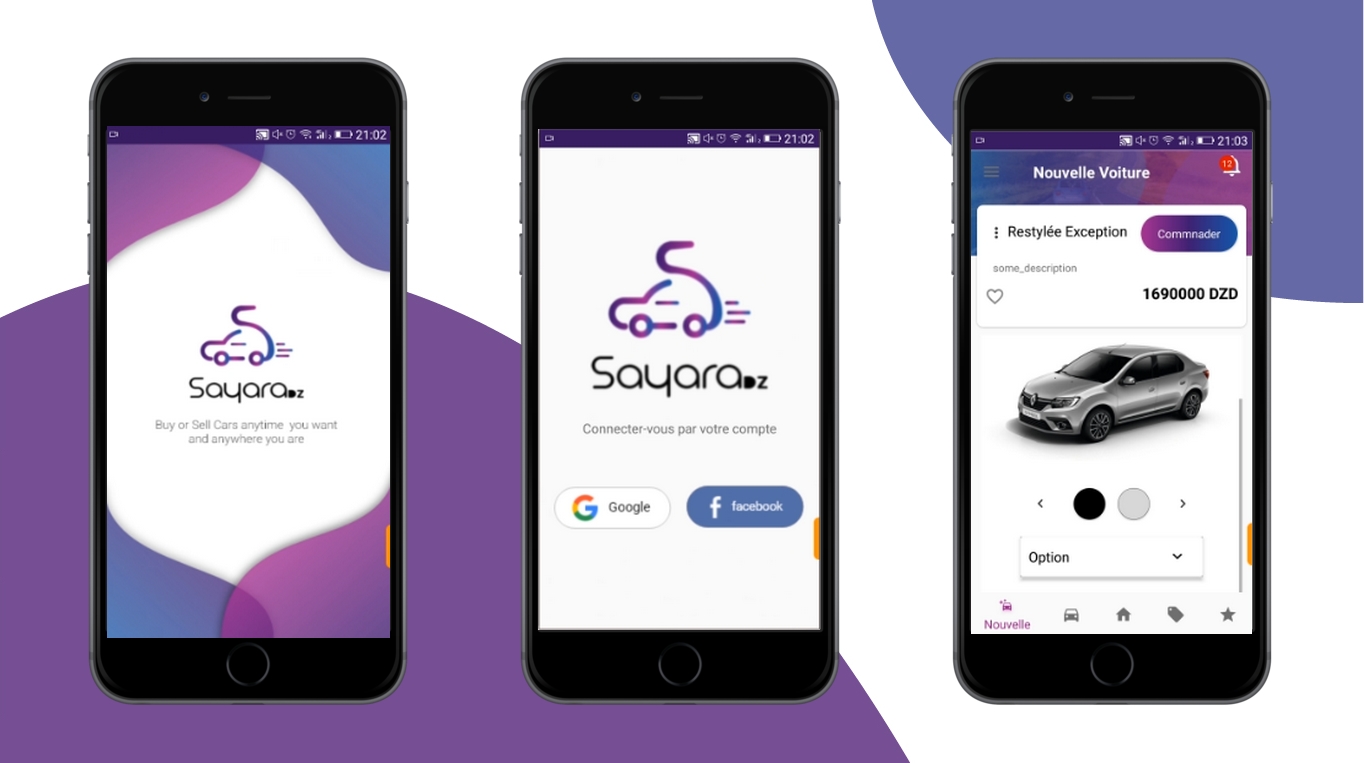 21:02
Sayara DZ
Buy or Sell Cars anytime you want
and anywhere you are
21:02
Sayara DZ
Connecter-vous par votre compte
Google
facebook
21:03
Nouvelle Voiture
12
Restylée Exception
Commnader
some_description
1690000 DZD
Option
Nouvelle